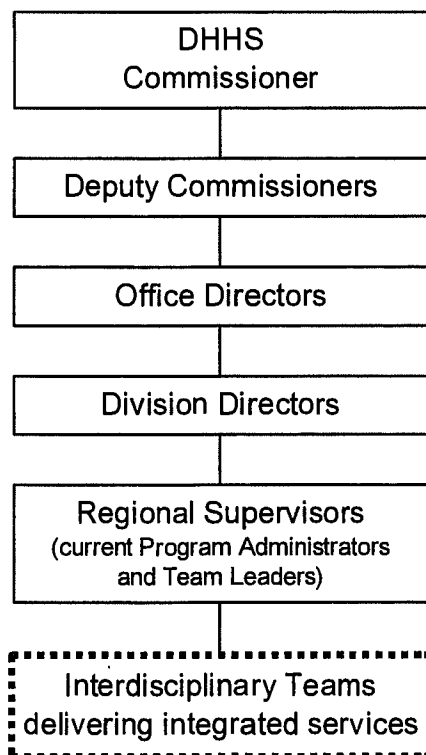 DHHS
Commissioner
Deputy Commissioners
Office Directors
Division Directors
Regional Supervisors
(current Program Administrators
and Team Leaders)
Interdisciplinary Teams
delivering integrated services